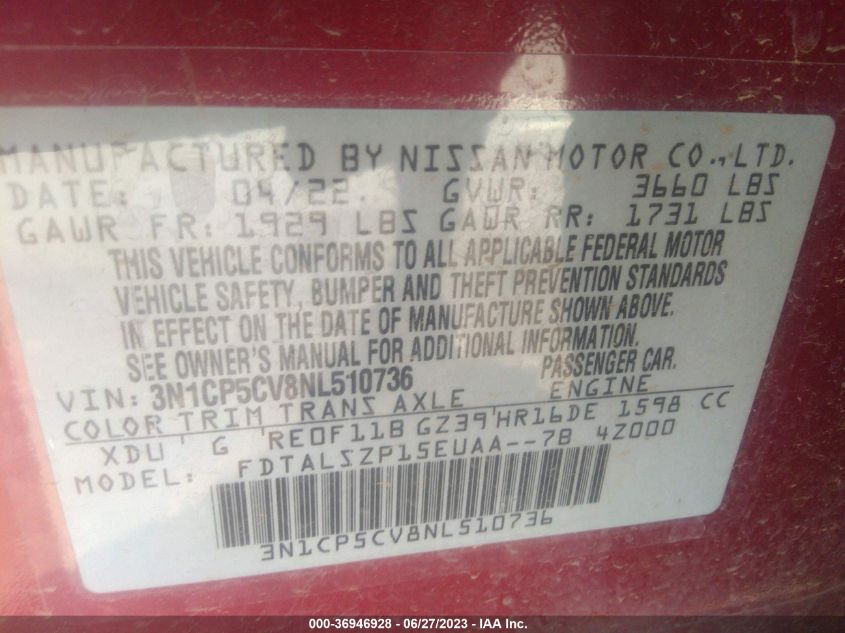 MANUFACTURED BY NISSAN MOTOR CO., LTD.
DATE: 04/22. GVWR: 3660 LBS
GAWR FR: 1929 LBS GAWR RR: 1731 LBS
THIS VEHICLE CONFORMS TO ALL APPLICABLE FEDERAL MOTOR
VEHICLE SAFETY, BUMPER AND THEFT PREVENTION STANDARDS
IN EFFECT ON THE DATE OF MANUFACTURE SHOWN ABOVE.
SEE OWNER'S MANUAL FOR ADDITIONAL INFORMATION.
PASSENGER CAR.
VIN: 3N1CP5CV8NL510736
COLOR TRIM TRANS AXLE ENGINE
XDU G RE0F11B GZ39 HR16DE 1598 CC
MODEL: FDTALSZP15EUAA--7B 4Z000
3N1CP5CV8NL510736
000-36946928 - 06/27/2023 - IAA Inc.